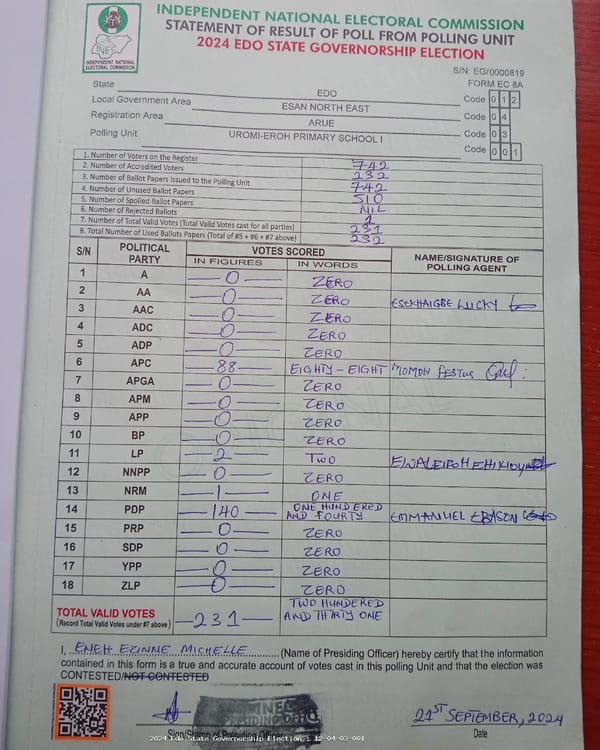 INDEPENDENT NATIONAL ELECTORAL COMMISSION
STATEMENT OF RESULT OF POLL FROM POLLING UNIT
2024 EDO STATE GOVERNORSHIP ELECTION
INEC
INDEPENDENT NATIONAL
ELECTORAL COMMISSION
S/N: EG/0000819
FORM EC 8A
State EDO Code 0 1 2
Local Government Area ESAN NORTH EAST Code 0 4
Registration Area ARUE Code 0 3
Polling Unit UROMI-EROH PRIMARY SCHOOL I Code 0 0 1
1. Number of Voters on the Register 742
2. Number of Accredited Voters 232
3. Number of Ballot Papers Issued to the Polling Unit 742
4. Number of Unused Ballot Papers 510
5. Number of Spoiled Ballot Papers NIL
6. Number of Rejected Ballots
7. Number of Total Valid Votes (Total Valid Votes cast for all parties) 231
8. Total Number of Used Ballots Papers (Total of #5 + #6 + #7 above) 232
S/N POLITICAL PARTY VOTES SCORED NAME/SIGNATURE OF POLLING AGENT
IN FIGURES IN WORDS
1 A 0 ZERO
2 AA 0 ZERO ESEKHAIGBE LUCKY
3 AAC 0 ZERO
4 ADC 0 ZERO
5 ADP 0 ZERO
6 APC 88 EIGHTY-EIGHT MOMOH FESTUS
7 APGA 0 ZERO
8 APM 0 ZERO
9 APP 0 ZERO
10 BP 0 ZERO
11 LP 2 TWO
12 NNPP 0 ZERO
13 NRM 1 ONE
14 PDP 140 ONE HUNDERED AND FOURTY EMMANUEL
15 PRP 0 ZERO
16 SDP 0 ZERO
17 YPP 0 ZERO
18 ZLP 0 ZERO
TOTAL VALID VOTES
(Record Total Valid Votes under #7 above) 231 TWO HUNDERED AND THIRTY ONE
I, ENEH EZINNE MICHELLE (Name of Presiding Officer) hereby certify that the information
contained in this form is a true and accurate account of votes cast in this polling Unit and that the election was
CONTESTED/NOT CONTESTED
INEC
PRESIDING OFFICER
Sign/Stamp of Presiding Officer
21ST SEPTEMBER, 2024
Date
2024 Edo State Governorship Election 1 12-04-03-001